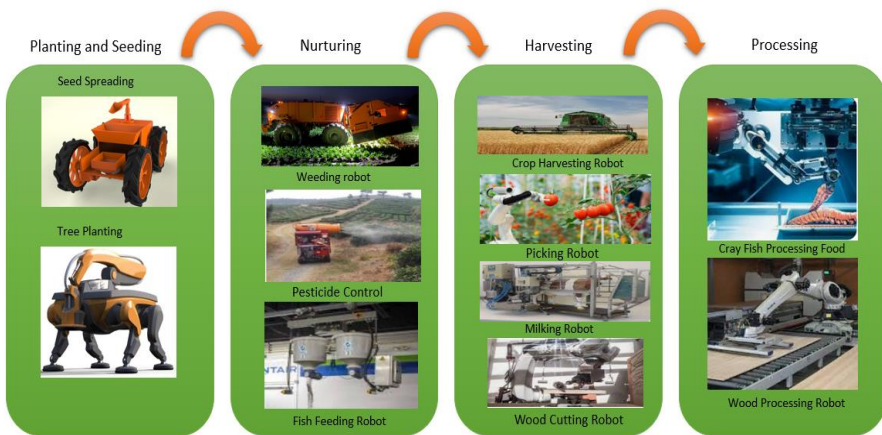 Planting and Seeding
Nurturing
Harvesting
Processing
Seed Spreading
Tree Planting
Weeding robot
Pesticide Control
NTAIR
Fish Feeding Robot
Crop Harvesting Robot
Picking Robot
Milking Robot
Wood Cutting Robot
Cray Fish Processing Food
Wood Processing Robot